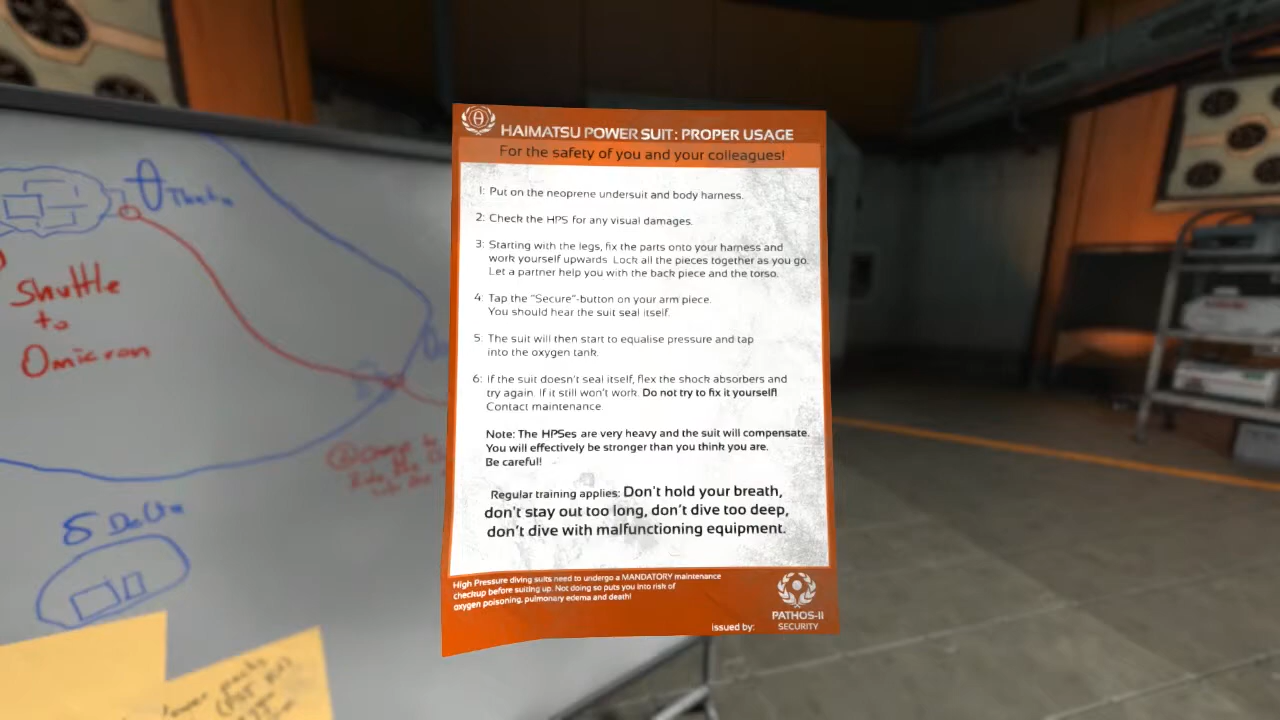 θ Theta
Shuttle
to
Omicron
δ Delta
HAIMATSU POWER SUIT: PROPER USAGE
For the safety of you and your colleagues!
1: Put on the neoprene undersuit and body harness.
2: Check the HPS for any visual damages.
3: Starting with the legs, fix the parts onto your harness and
work yourself upwards. Lock all the pieces together as you go.
Let a partner help you with the back piece and the torso.
4: Tap the "Secure"-button on your arm piece.
You should hear the suit seal itself.
5: The suit will then start to equalise pressure and tap
into the oxygen tank.
6: If the suit doesn't seal itself, flex the shock absorbers and
try again. If it still won't work. Do not try to fix it yourself!
Contact maintenance.
Note: The HPSes are very heavy and the suit will compensate.
You will effectively be stronger than you think you are.
Be careful!
Regular training applies: Don't hold your breath,
don't stay out too long, don't dive too deep,
don't dive with malfunctioning equipment.
High Pressure diving suits need to undergo a MANDATORY maintenance
checkup before suiting up. Not doing so puts you into risk of
oxygen poisoning, pulmonary edema and death!
issued by:
PATHOS-II
SECURITY